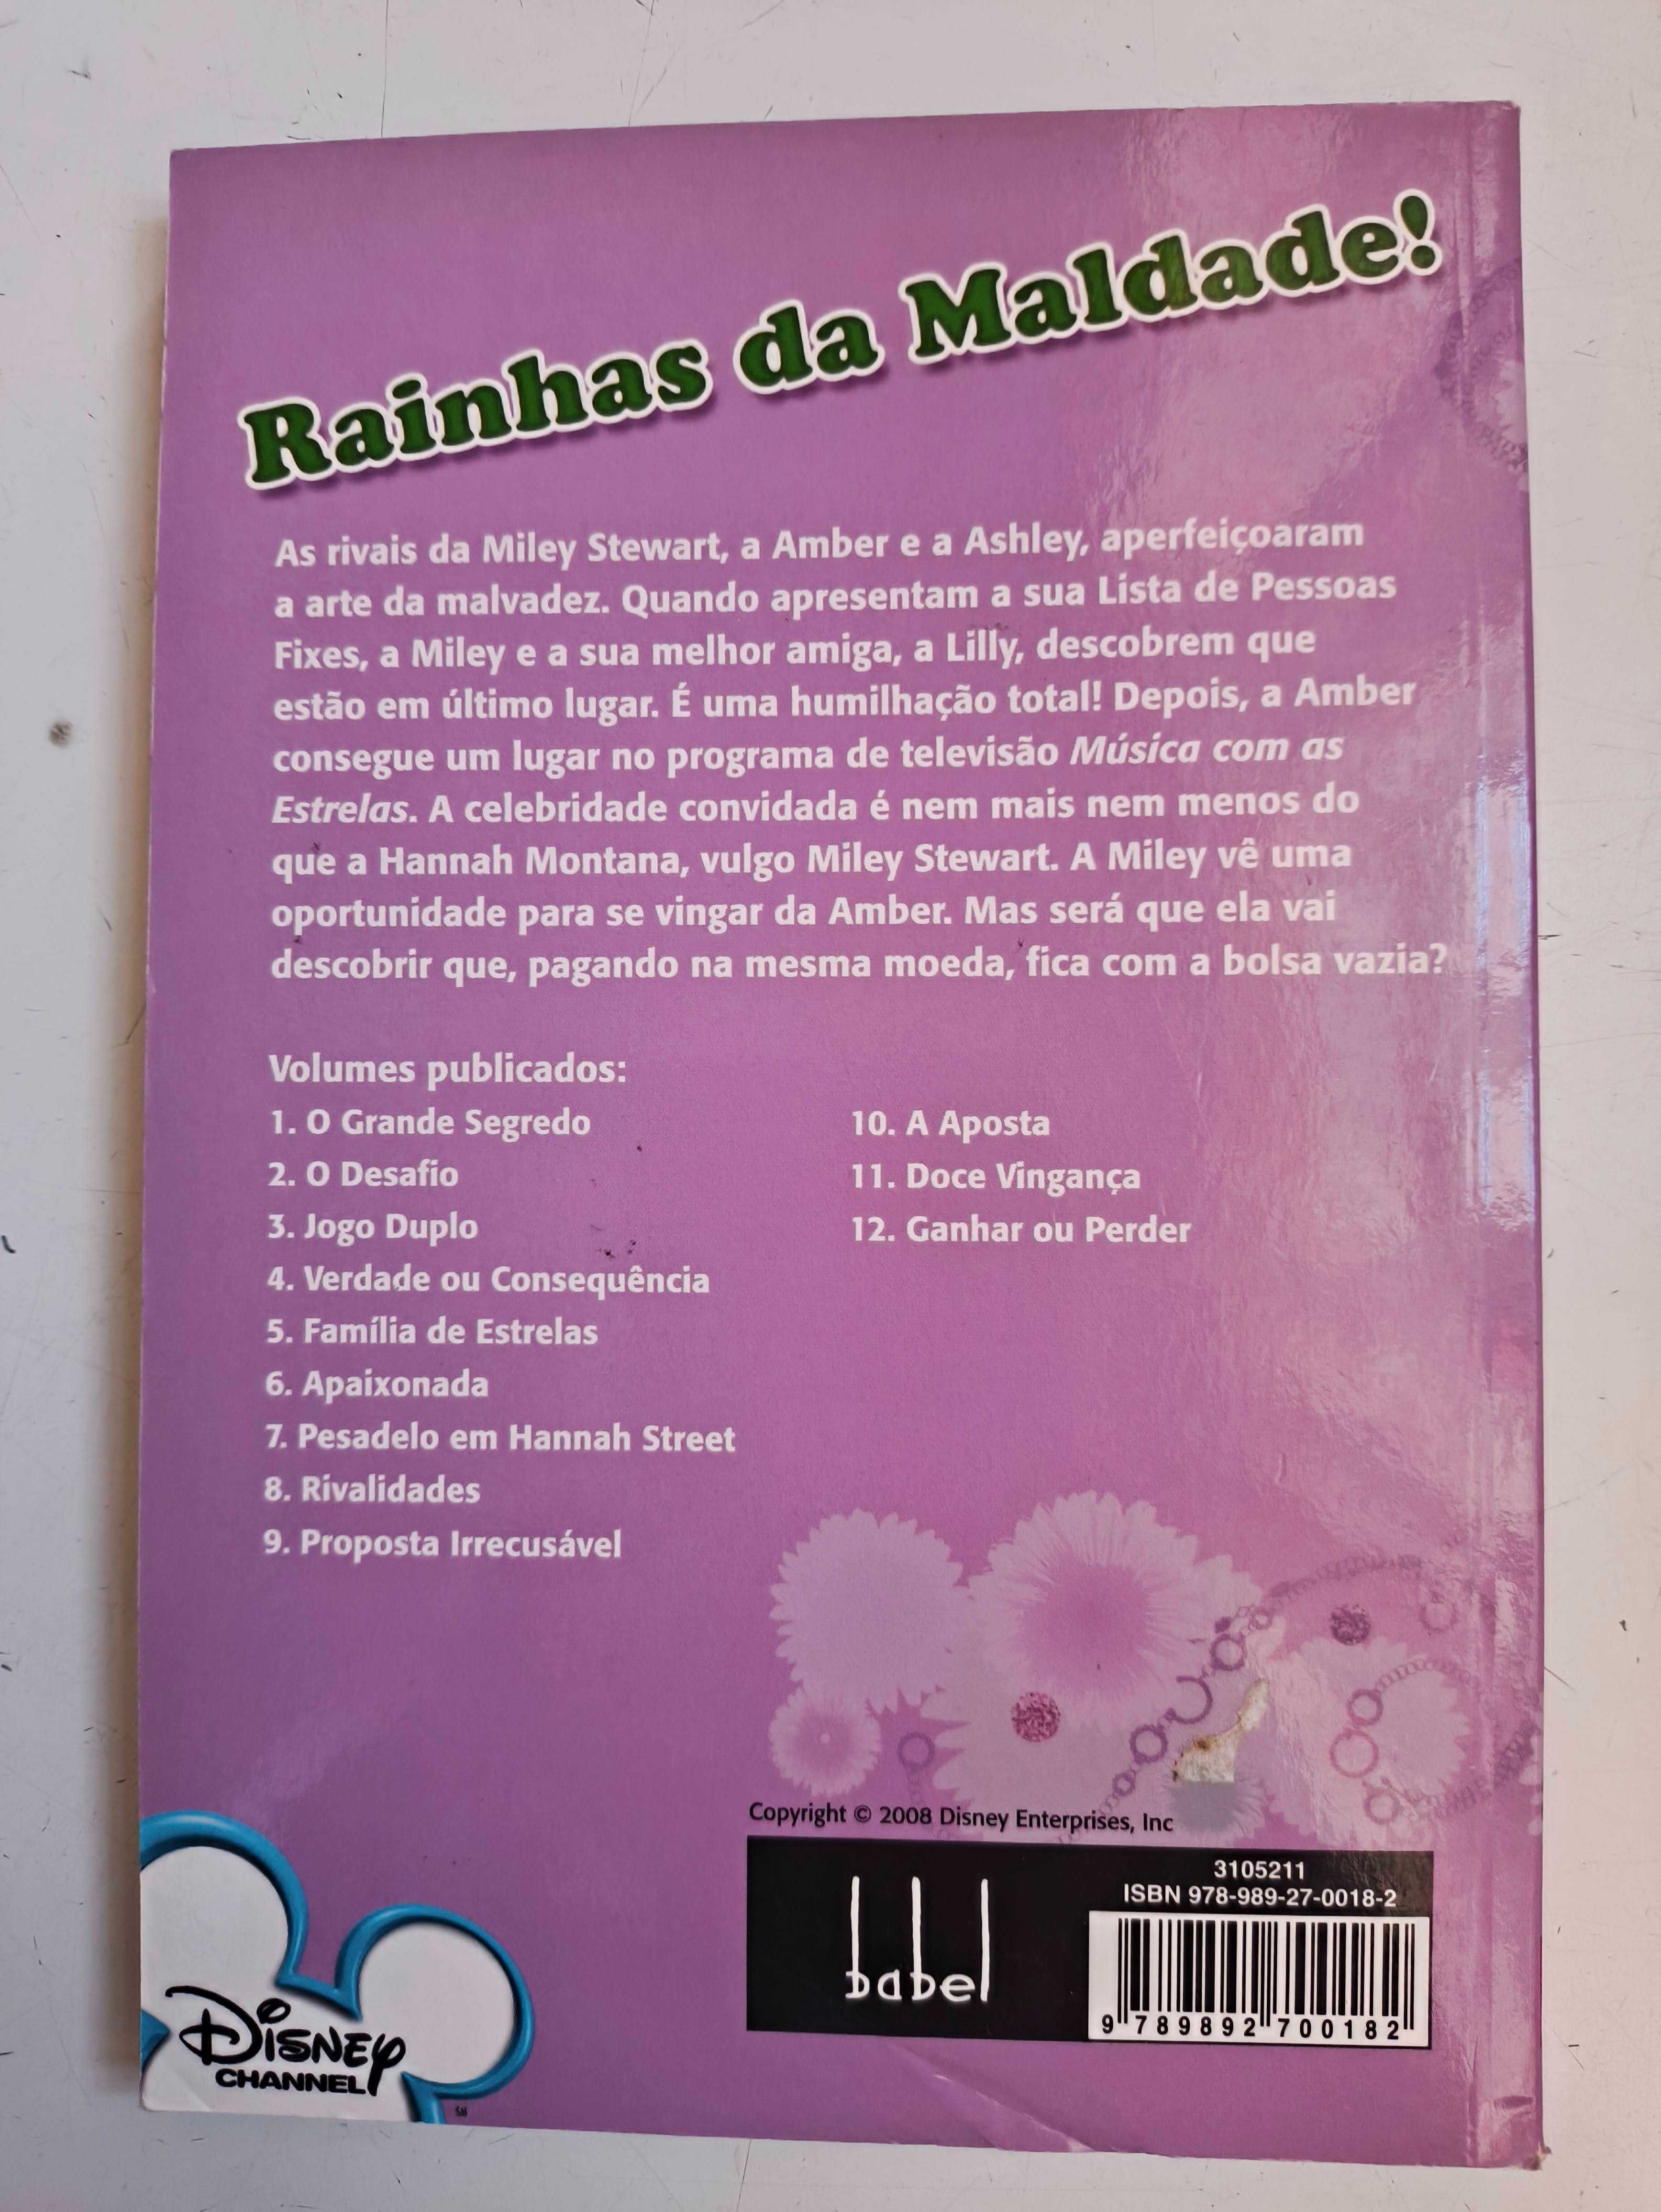 Rainhas da Maldade!
As rivais da Miley Stewart, a Amber e a Ashley, aperfeiçoaram
a arte da malvadez. Quando apresentam a sua Lista de Pessoas
Fixes, a Miley e a sua melhor amiga, a Lilly, descobrem que
estão em último lugar. É uma humilhação total! Depois, a Amber
consegue um lugar no programa de televisão Música com as
Estrelas. A celebridade convidada é nem mais nem menos do
que a Hannah Montana, vulgo Miley Stewart. A Miley vê uma
oportunidade para se vingar da Amber. Mas será que ela vai
descobrir que, pagando na mesma moeda, fica com a bolsa vazia?
Volumes publicados:
1. O Grande Segredo
2. O Desafio
3. Jogo Duplo
4. Verdade ou Consequência
5. Família de Estrelas
6. Apaixonada
7. Pesadelo em Hannah Street
8. Rivalidades
9. Proposta Irrecusável
10. A Aposta
11. Doce Vingança
12. Ganhar ou Perder
Copyright © 2008 Disney Enterprises, Inc
babel
3105211
ISBN 978-989-27-0018-2
9 789892 700182
Disney
CHANNEL
SM